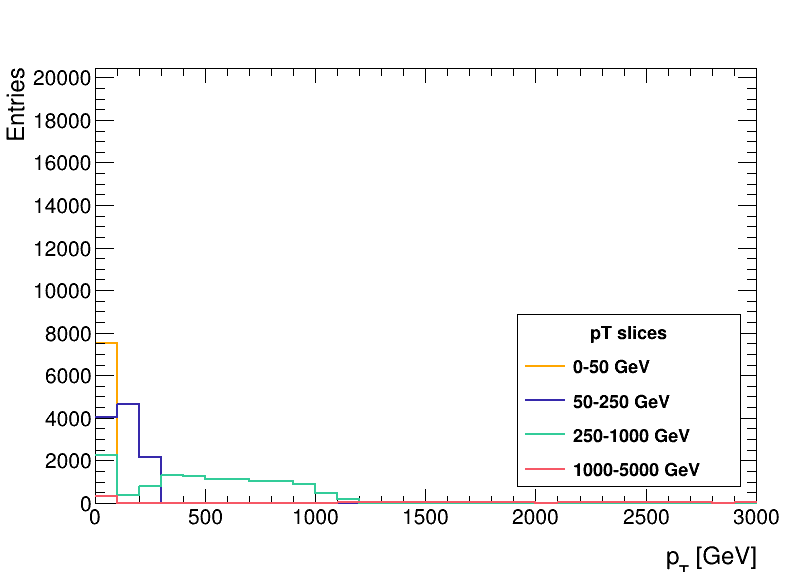 Entries
20000
18000
16000
14000
12000
10000
8000
6000
4000
2000
0
pT slices
0-50 GeV
50-250 GeV
250-1000 GeV
1000-5000 GeV
0 500 1000 1500 2000 2500 3000
pT [GeV]